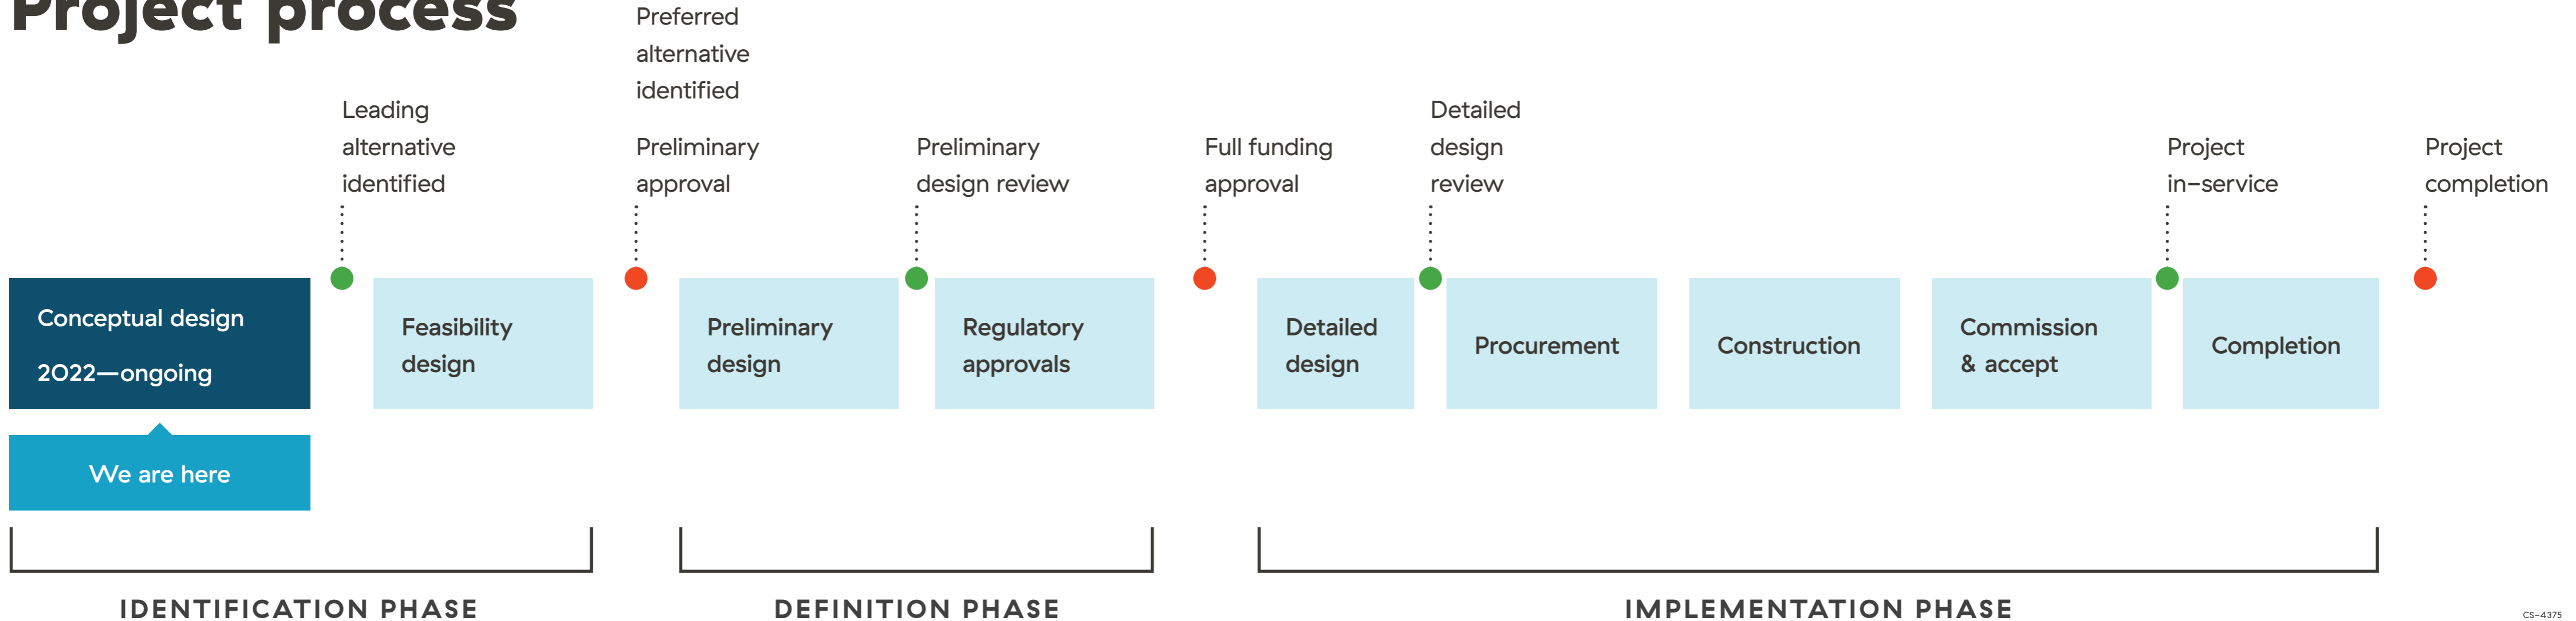 Project process
Preferred
alternative
identified
Leading
alternative
identified
Preliminary
approval
Preliminary
design review
Full funding
approval
Detailed
design
review
Project
in-service
Project
completion
Conceptual design
2022—ongoing
Feasibility
design
Preliminary
design
Regulatory
approvals
Detailed
design
Procurement
Construction
Commission
& accept
Completion
We are here
IDENTIFICATION PHASE
DEFINITION PHASE
IMPLEMENTATION PHASE
CS-4375